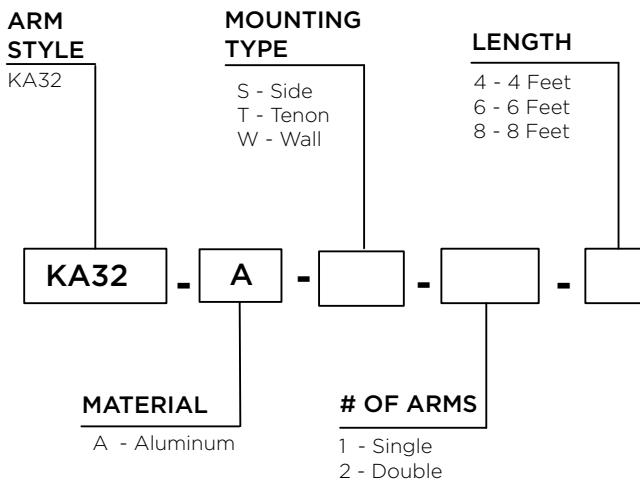 ARM
STYLE
KA32
MOUNTING
TYPE
S - Side
T - Tenon
W - Wall
LENGTH
4 - 4 Feet
6 - 6 Feet
8 - 8 Feet
KA32 - A - - -
MATERIAL
A - Aluminum
# OF ARMS
1 - Single
2 - Double